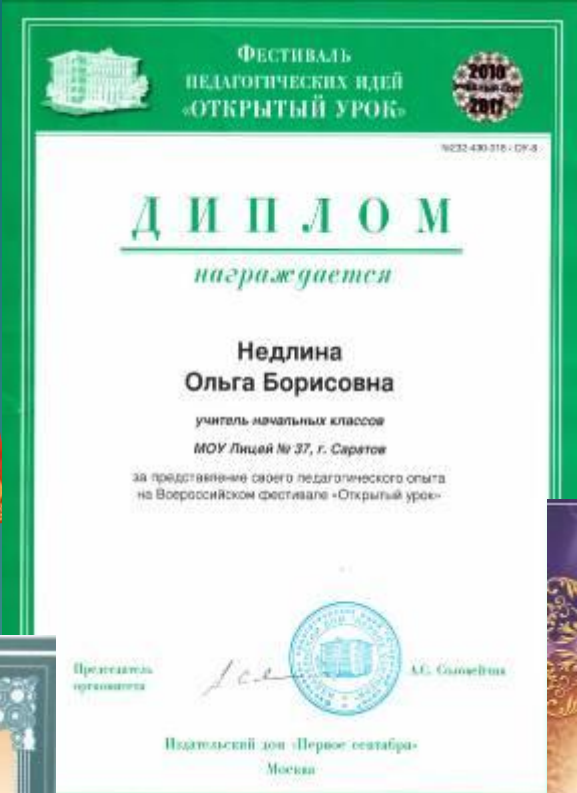 Фестиваль
педагогических идей
«ОТКРЫТЫЙ УРОК»
2010
2011
ДИПЛОМ
награждается
Недлина
Ольга Борисовна
учитель начальных классов
МОУ Лицей № 37, г. Саратов
за представление своего педагогического опыта
на Всероссийском фестивале «Открытый урок»
Председатель
оргкомитета
А.С. Соловейчик
Издательский дом «Первое сентября»
Москва